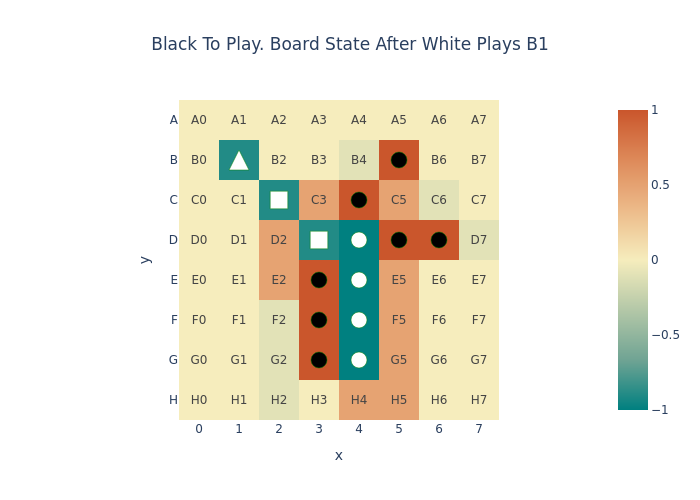 Black To Play. Board State After White Plays B1
A A0 A1 A2 A3 A4 A5 A6 A7
B B0 B2 B3 B4 B6 B7
C C0 C1 C3 C5 C6 C7
D D0 D1 D2 D7
E E0 E1 E2 E5 E6 E7
F F0 F1 F2 F5 F6 F7
G G0 G1 G2 G5 G6 G7
H H0 H1 H2 H3 H4 H5 H6 H7
0 1 2 3 4 5 6 7
x
y
1
0.5
0
−0.5
−1